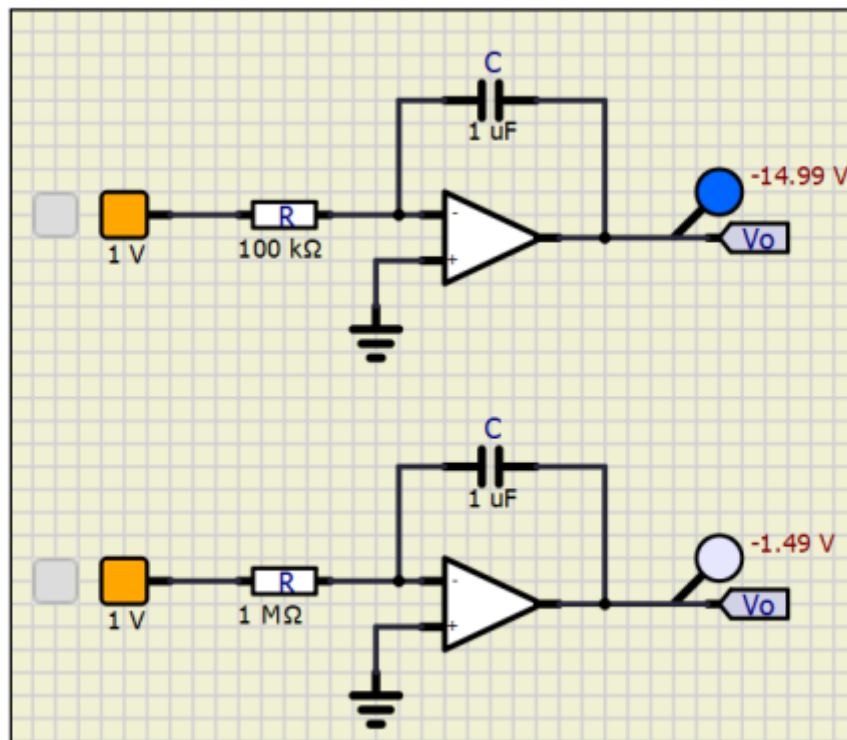 C
1 uF
-14.99 V
R
-
1 V
100 kΩ
+
Vo
C
1 uF
-1.49 V
R
-
1 V
1 MΩ
+
Vo